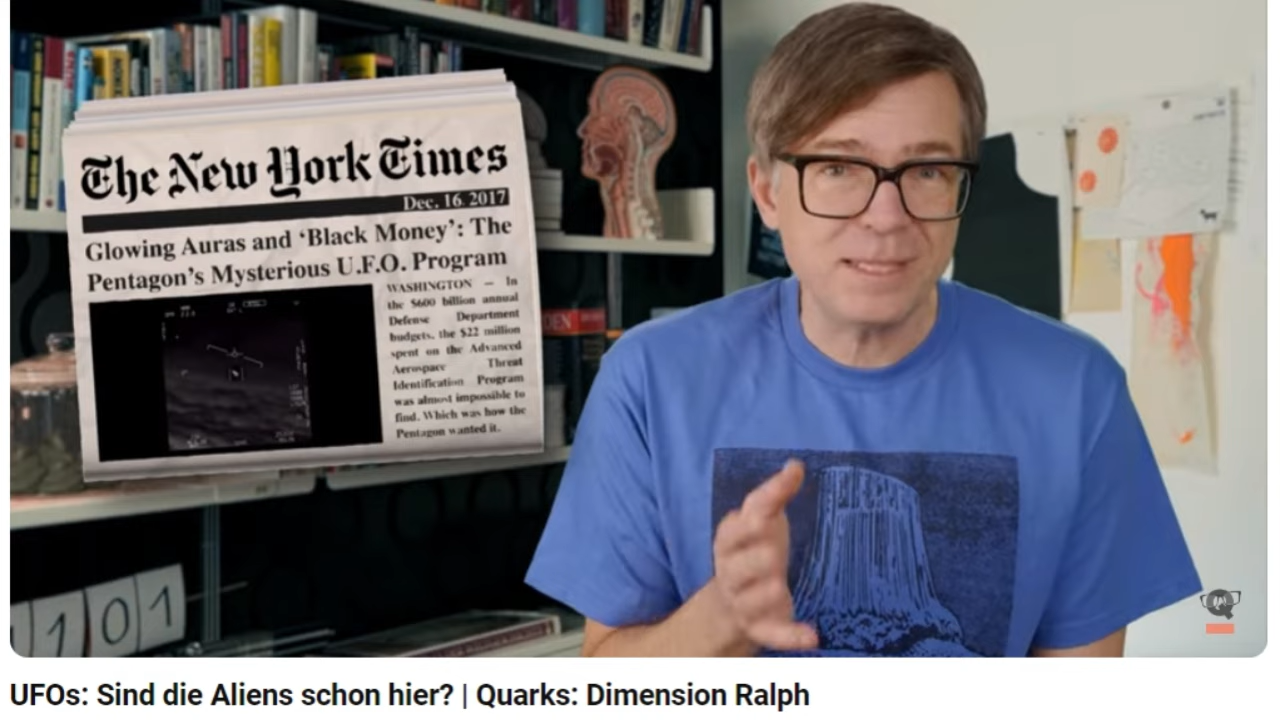 The New York Times
Dec. 16. 2017
Glowing Auras and ‘Black Money’: The
Pentagon’s Mysterious U.F.O. Program
WASHINGTON — In
the $600 billion annual
Defense Department
budgets, the $22 million
spent on the Advanced
Aerospace Threat
Identification Program
was almost impossible to
find. Which was how the
Pentagon wanted it.
101
UFOs: Sind die Aliens schon hier? | Quarks: Dimension Ralph